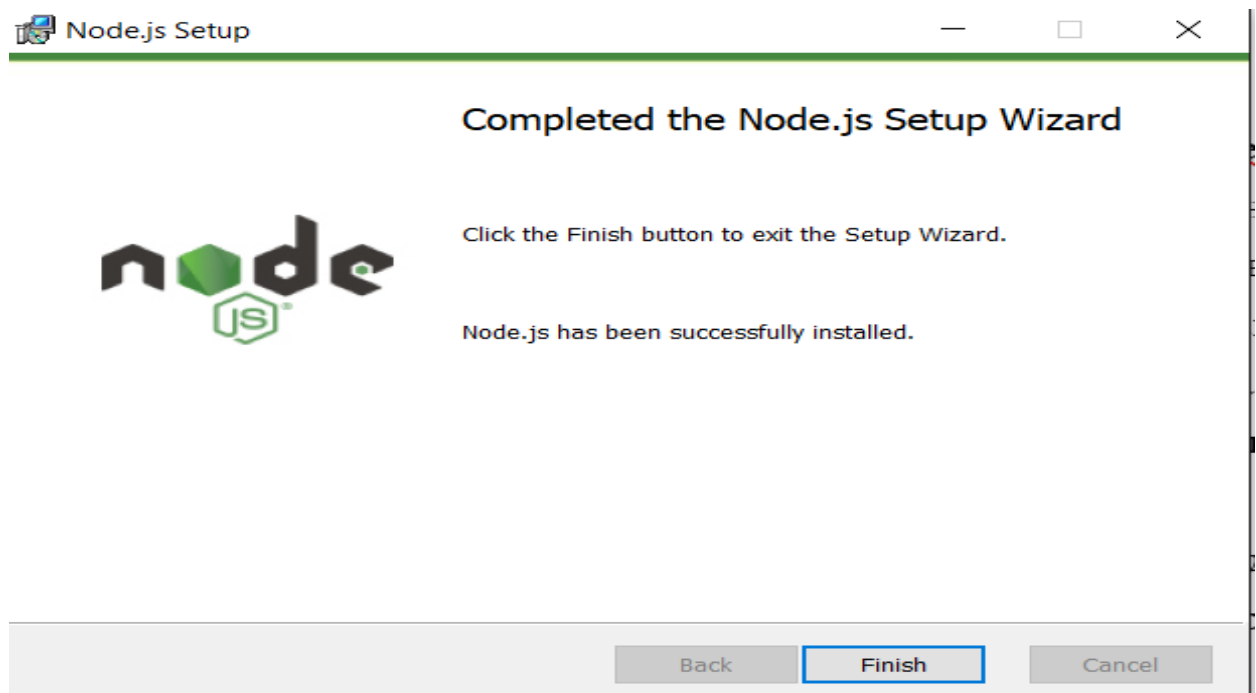 Node.js Setup
Completed the Node.js Setup Wizard
Click the Finish button to exit the Setup Wizard.
node
JS
Node.js has been successfully installed.
Back
Finish
Cancel